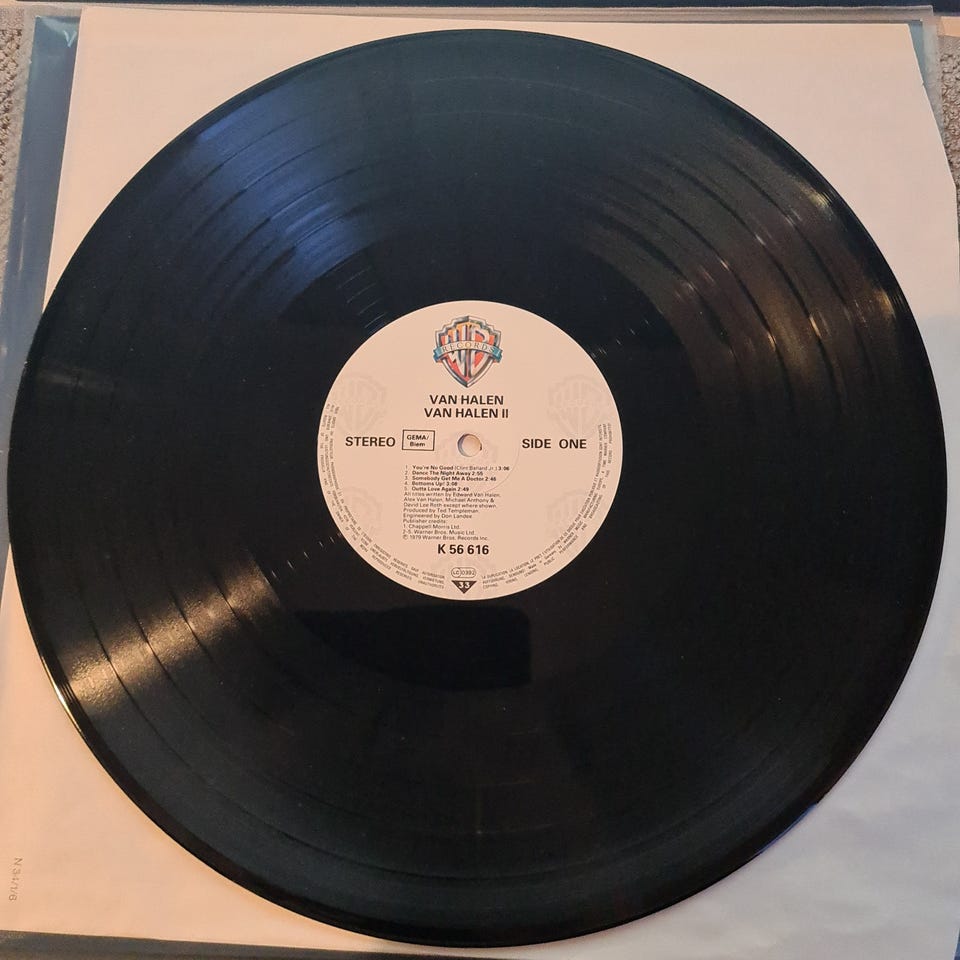 W
RECORDS
VAN HALEN
VAN HALEN II
STEREO GEMA/ Biem SIDE ONE
1. You're No Good (Clint Ballard Jr.) 3:06
2. Dance The Night Away 2:55
3. Somebody Get Me A Doctor 2:46
4. Bottoms Up! 3:08
5. Outta Love Again 2:49
All titles written by Edward Van Halen,
Alex Van Halen, Michael Anthony &
David Lee Roth except where shown.
Produced by Ted Templeman
Engineered by Don Landee
Publisher credits:
1. Chappell-Morris Ltd.
2-5. Warner Bros. Music Ltd.
℗ 1979 Warner Bros. Records Inc.
K 56 616
LC 0392
33
N 34/1/6